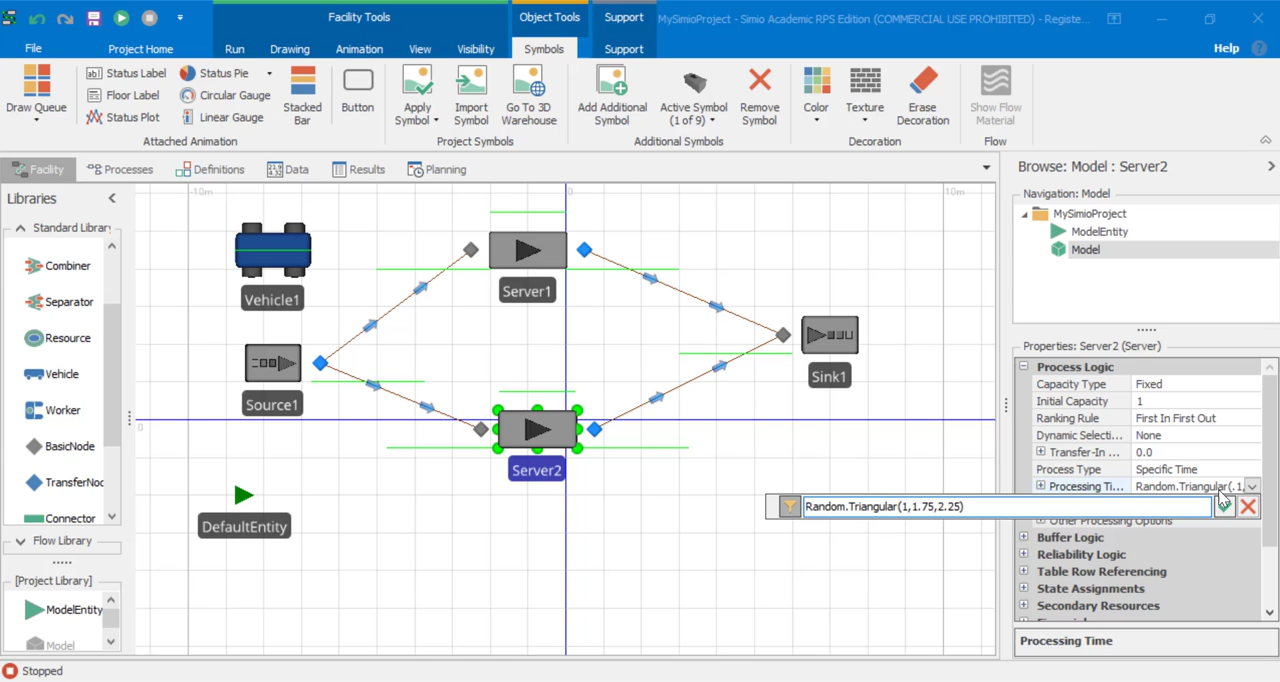 Facility Tools
Object Tools
Support
MySimioProject - Simio Academic RPS Edition (COMMERCIAL USE PROHIBITED) - Registe...
File
Project Home
Run
Drawing
Animation
View
Visibility
Symbols
Support
Help
Draw Queue
Status Label
Floor Label
Status Plot
Status Pie
Circular Gauge
Linear Gauge
Stacked
Bar
Button
Apply
Symbol
Import
Symbol
Go To 3D
Warehouse
Add Additional
Symbol
Active Symbol
(1 of 9)
Remove
Symbol
Color
Texture
Erase
Decoration
Show Flow
Material
Attached Animation
Project Symbols
Additional Symbols
Decoration
Flow
Facility
Processes
Definitions
Data
Results
Planning
Browse: Model : Server2
Libraries
Standard Library
Combiner
Separator
Resource
Vehicle
Worker
BasicNode
TransferNod
Connector
Flow Library
[Project Library]
ModelEntity
Model
-10m
0
10m
0
Vehicle1
Server1
Source1
Sink1
Server2
DefaultEntity
Navigation: Model
MySimioProject
ModelEntity
Model
Properties: Server2 (Server)
Process Logic
Capacity Type Fixed
Initial Capacity 1
Ranking Rule First In First Out
Dynamic Selecti... None
Transfer-In ... 0.0
Process Type Specific Time
Processing Ti... Random.Triangular(.1,
Random.Triangular(1,1.75,2.25)
Other Processing Options
Buffer Logic
Reliability Logic
Table Row Referencing
State Assignments
Secondary Resources
Processing Time
Stopped